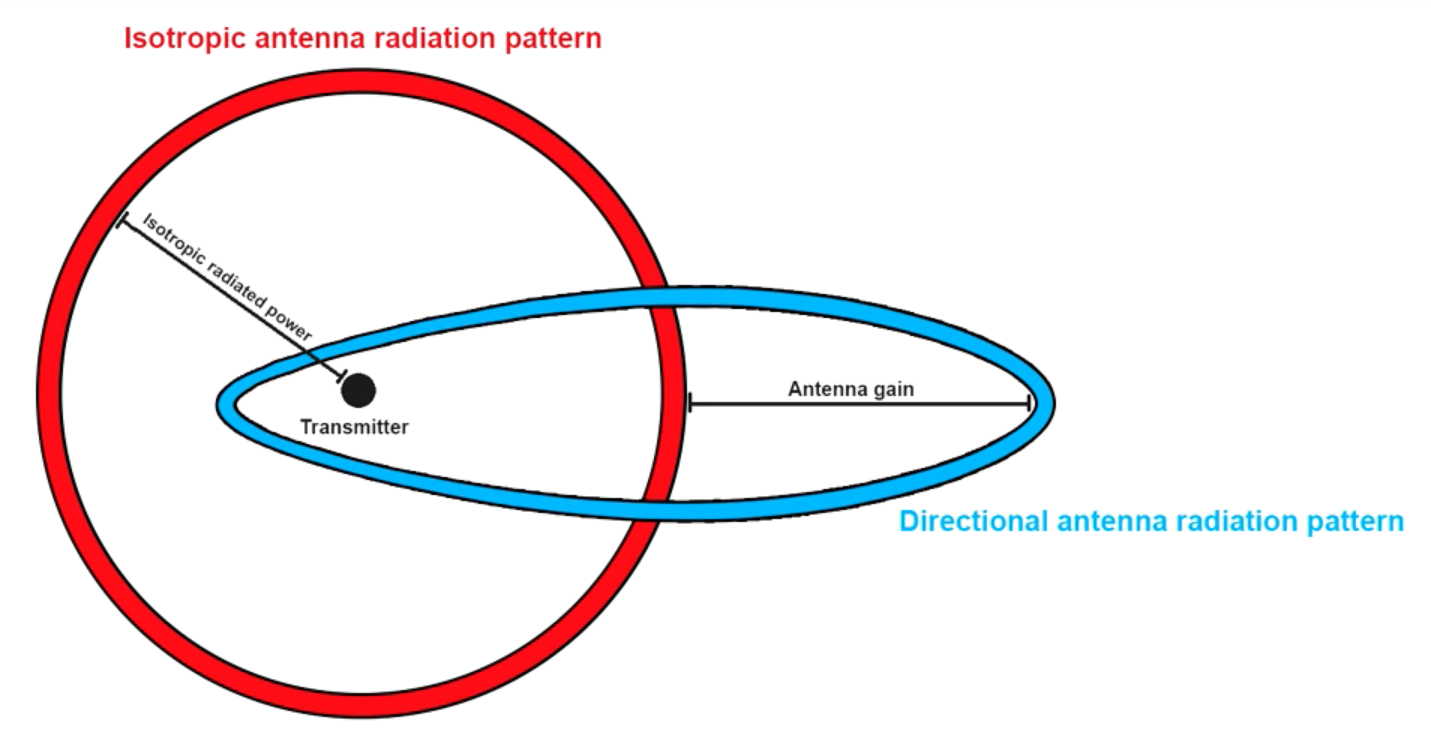 Isotropic antenna radiation pattern
Isotropic radiated power
Transmitter
Antenna gain
Directional antenna radiation pattern